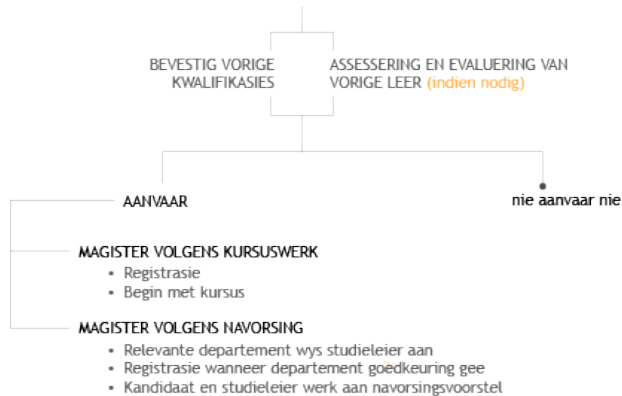 BEVESTIG VORIGE
KWALIFIKASIES
ASSESSERING EN EVALUERING VAN
VORIGE LEER (indien nodig)
AANVAAR
nie aanvaar nie
MAGISTER VOLGENS KURSUSWERK
• Registrasie
• Begin met kursus
MAGISTER VOLGENS NAVORSING
• Relevante departement wys studieleier aan
• Registrasie wanneer departement goedkeuring gee
• Kandidaat en studieleier werk aan navorsingsvoorstel